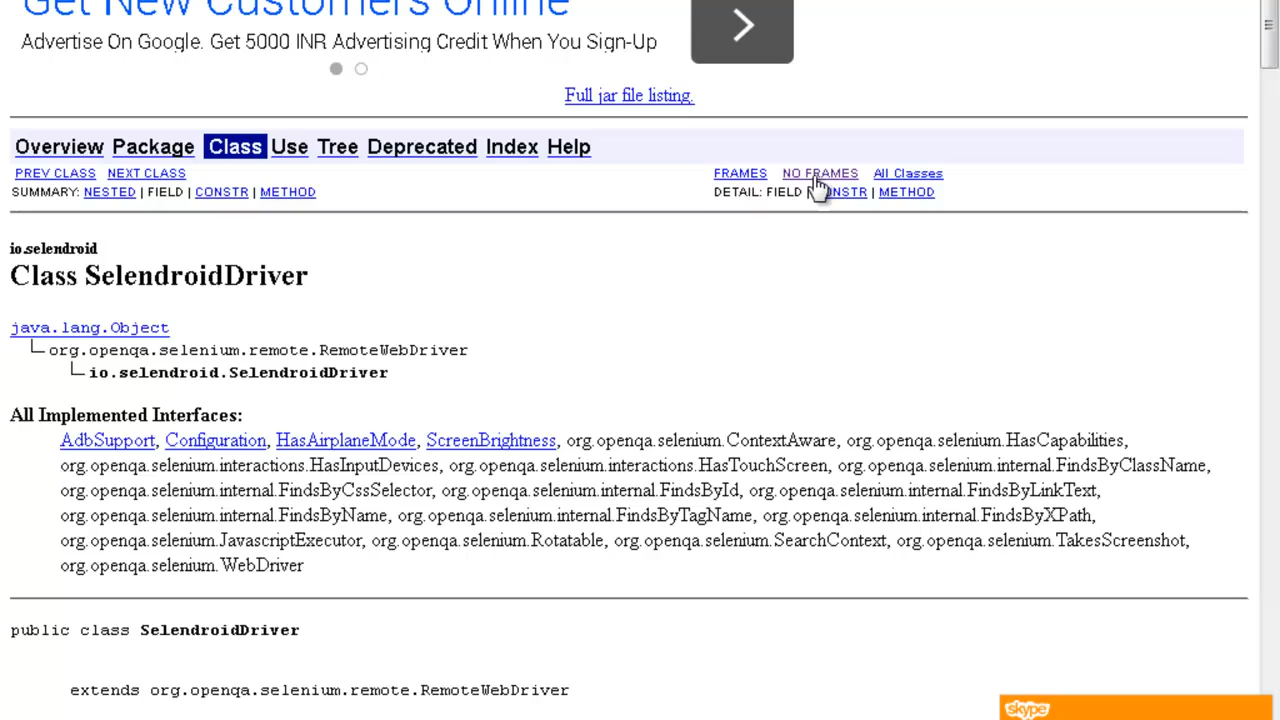 Get New Customers Online
Advertise On Google. Get 5000 INR Advertising Credit When You Sign-Up
Full jar file listing.
Overview Package Class Use Tree Deprecated Index Help
PREV CLASS NEXT CLASS FRAMES NO FRAMES All Classes
SUMMARY: NESTED | FIELD | CONSTR | METHOD DETAIL: FIELD | CONSTR | METHOD
io.selendroid
Class SelendroidDriver
java.lang.Object
org.openqa.selenium.remote.RemoteWebDriver
io.selendroid.SelendroidDriver
All Implemented Interfaces:
AdbSupport, Configuration, HasAirplaneMode, ScreenBrightness, org.openqa.selenium.ContextAware, org.openqa.selenium.HasCapabilities,
org.openqa.selenium.interactions.HasInputDevices, org.openqa.selenium.interactions.HasTouchScreen, org.openqa.selenium.internal.FindsByClassName,
org.openqa.selenium.internal.FindsByCssSelector, org.openqa.selenium.internal.FindsById, org.openqa.selenium.internal.FindsByLinkText,
org.openqa.selenium.internal.FindsByName, org.openqa.selenium.internal.FindsByTagName, org.openqa.selenium.internal.FindsByXPath,
org.openqa.selenium.JavascriptExecutor, org.openqa.selenium.Rotatable, org.openqa.selenium.SearchContext, org.openqa.selenium.TakesScreenshot,
org.openqa.selenium.WebDriver
public class SelendroidDriver
extends org.openqa.selenium.remote.RemoteWebDriver
skype